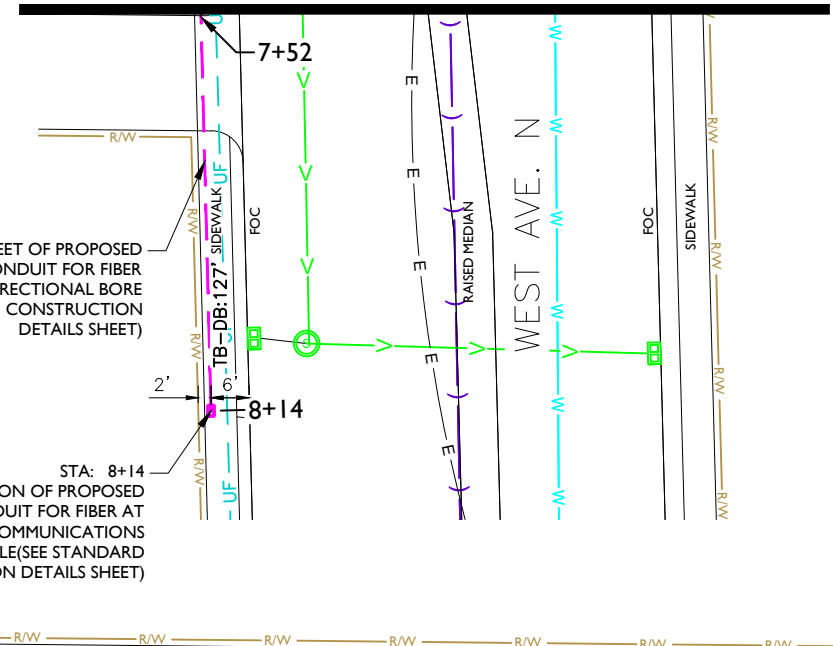 7+52
R/W
UF
SIDEWALK
FOC
R/W
EET OF PROPOSED
ONDUIT FOR FIBER
RECTIONAL BORE
CONSTRUCTION
DETAILS SHEET)
TB-DB:127'
2'
6'
8+14
STA: 8+14
ON OF PROPOSED
DUIT FOR FIBER AT
OMMUNICATIONS
LE(SEE STANDARD
ON DETAILS SHEET)
R/W
R/W
UF
UF
S
E
E
E
E
E
E
RAISED MEDIAN
WEST AVE. N
W
W
W
W
W
W
FOC
SIDEWALK
R/W
R/W
R/W
R/W
R/W
R/W
R/W
R/W
R/W
R/W
R/W